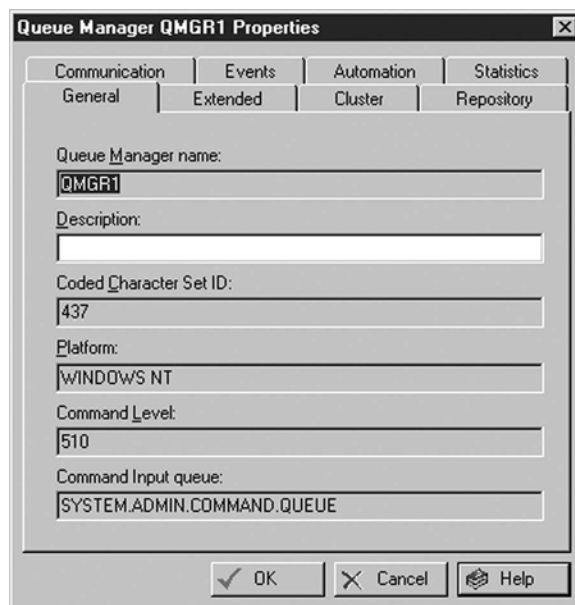 Queue Manager QMGR1 Properties
Communication Events Automation Statistics
General Extended Cluster Repository
Queue Manager name:
QMGR1
Description:
Coded Character Set ID:
437
Platform:
WINDOWS NT
Command Level:
510
Command Input queue:
SYSTEM.ADMIN.COMMAND.QUEUE
OK Cancel Help